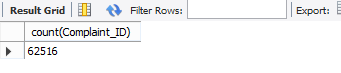 Result Grid Filter Rows: Export:
count(Complaint_ID)
62516